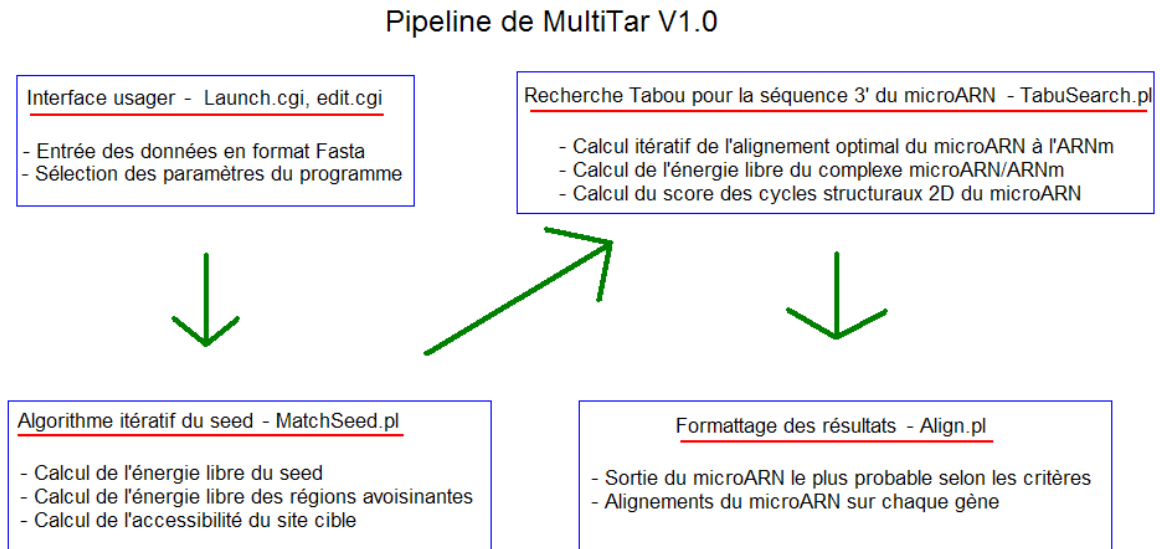 Pipeline de MultiTar V1.0
Interface usager - Launch.cgi, edit.cgi
- Entrée des données en format Fasta
- Sélection des paramètres du programme
Algorithme itératif du seed - MatchSeed.pl
- Calcul de l'énergie libre du seed
- Calcul de l'énergie libre des régions avoisinantes
- Calcul de l'accessibilité du site cible
Recherche Tabou pour la séquence 3' du microARN - TabuSearch.pl
- Calcul itératif de l'alignement optimal du microARN à l'ARNm
- Calcul de l'énergie libre du complexe microARN/ARNm
- Calcul du score des cycles structuraux 2D du microARN
Formattage des résultats - Align.pl
- Sortie du microARN le plus probable selon les critères
- Alignements du microARN sur chaque gène